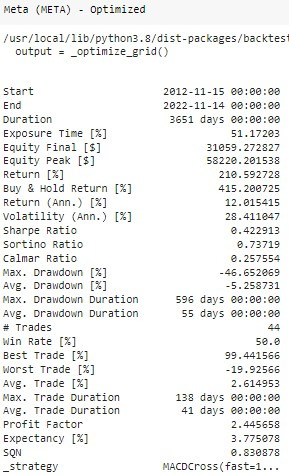 Meta (META) - Optimized
/usr/local/lib/python3.8/dist-packages/backtest
output = _optimize_grid()
Start 2012-11-15 00:00:00
End 2022-11-14 00:00:00
Duration 3651 days 00:00:00
Exposure Time [%] 51.17203
Equity Final [$] 31059.272827
Equity Peak [$] 58220.201538
Return [%] 210.592728
Buy & Hold Return [%] 415.200725
Return (Ann.) [%] 12.015415
Volatility (Ann.) [%] 28.411047
Sharpe Ratio 0.422913
Sortino Ratio 0.73719
Calmar Ratio 0.257554
Max. Drawdown [%] -46.652069
Avg. Drawdown [%] -5.258731
Max. Drawdown Duration 596 days 00:00:00
Avg. Drawdown Duration 55 days 00:00:00
# Trades 44
Win Rate [%] 50.0
Best Trade [%] 99.441566
Worst Trade [%] -19.92566
Avg. Trade [%] 2.614953
Max. Trade Duration 138 days 00:00:00
Avg. Trade Duration 41 days 00:00:00
Profit Factor 2.445658
Expectancy [%] 3.775078
SQN 0.830878
_strategy MACDCross(fast=1...